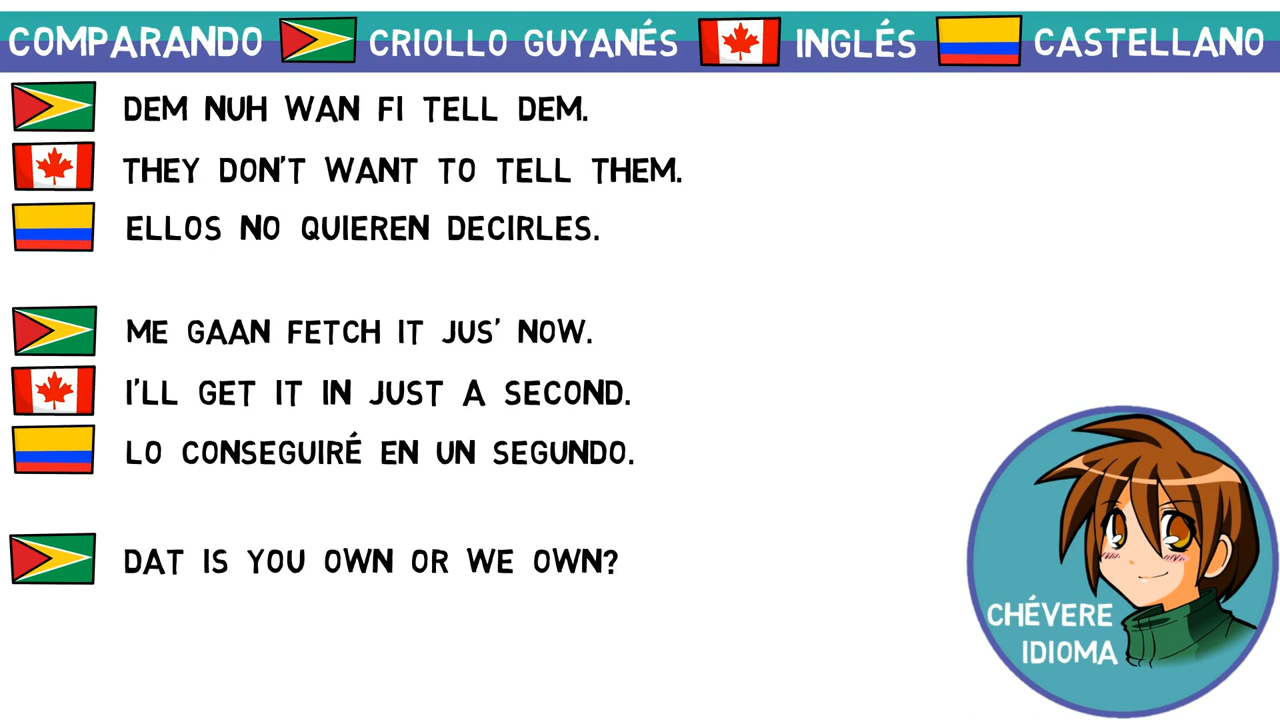 COMPARANDO CRIOLLO GUYANÉS INGLÉS CASTELLANO
DEM NUH WAN FI TELL DEM.
THEY DON'T WANT TO TELL THEM.
ELLOS NO QUIEREN DECIRLES.
ME GAAN FETCH IT JUS' NOW.
I'LL GET IT IN JUST A SECOND.
LO CONSEGUIRÉ EN UN SEGUNDO.
DAT IS YOU OWN OR WE OWN?
CHÉVERE
IDIOMA